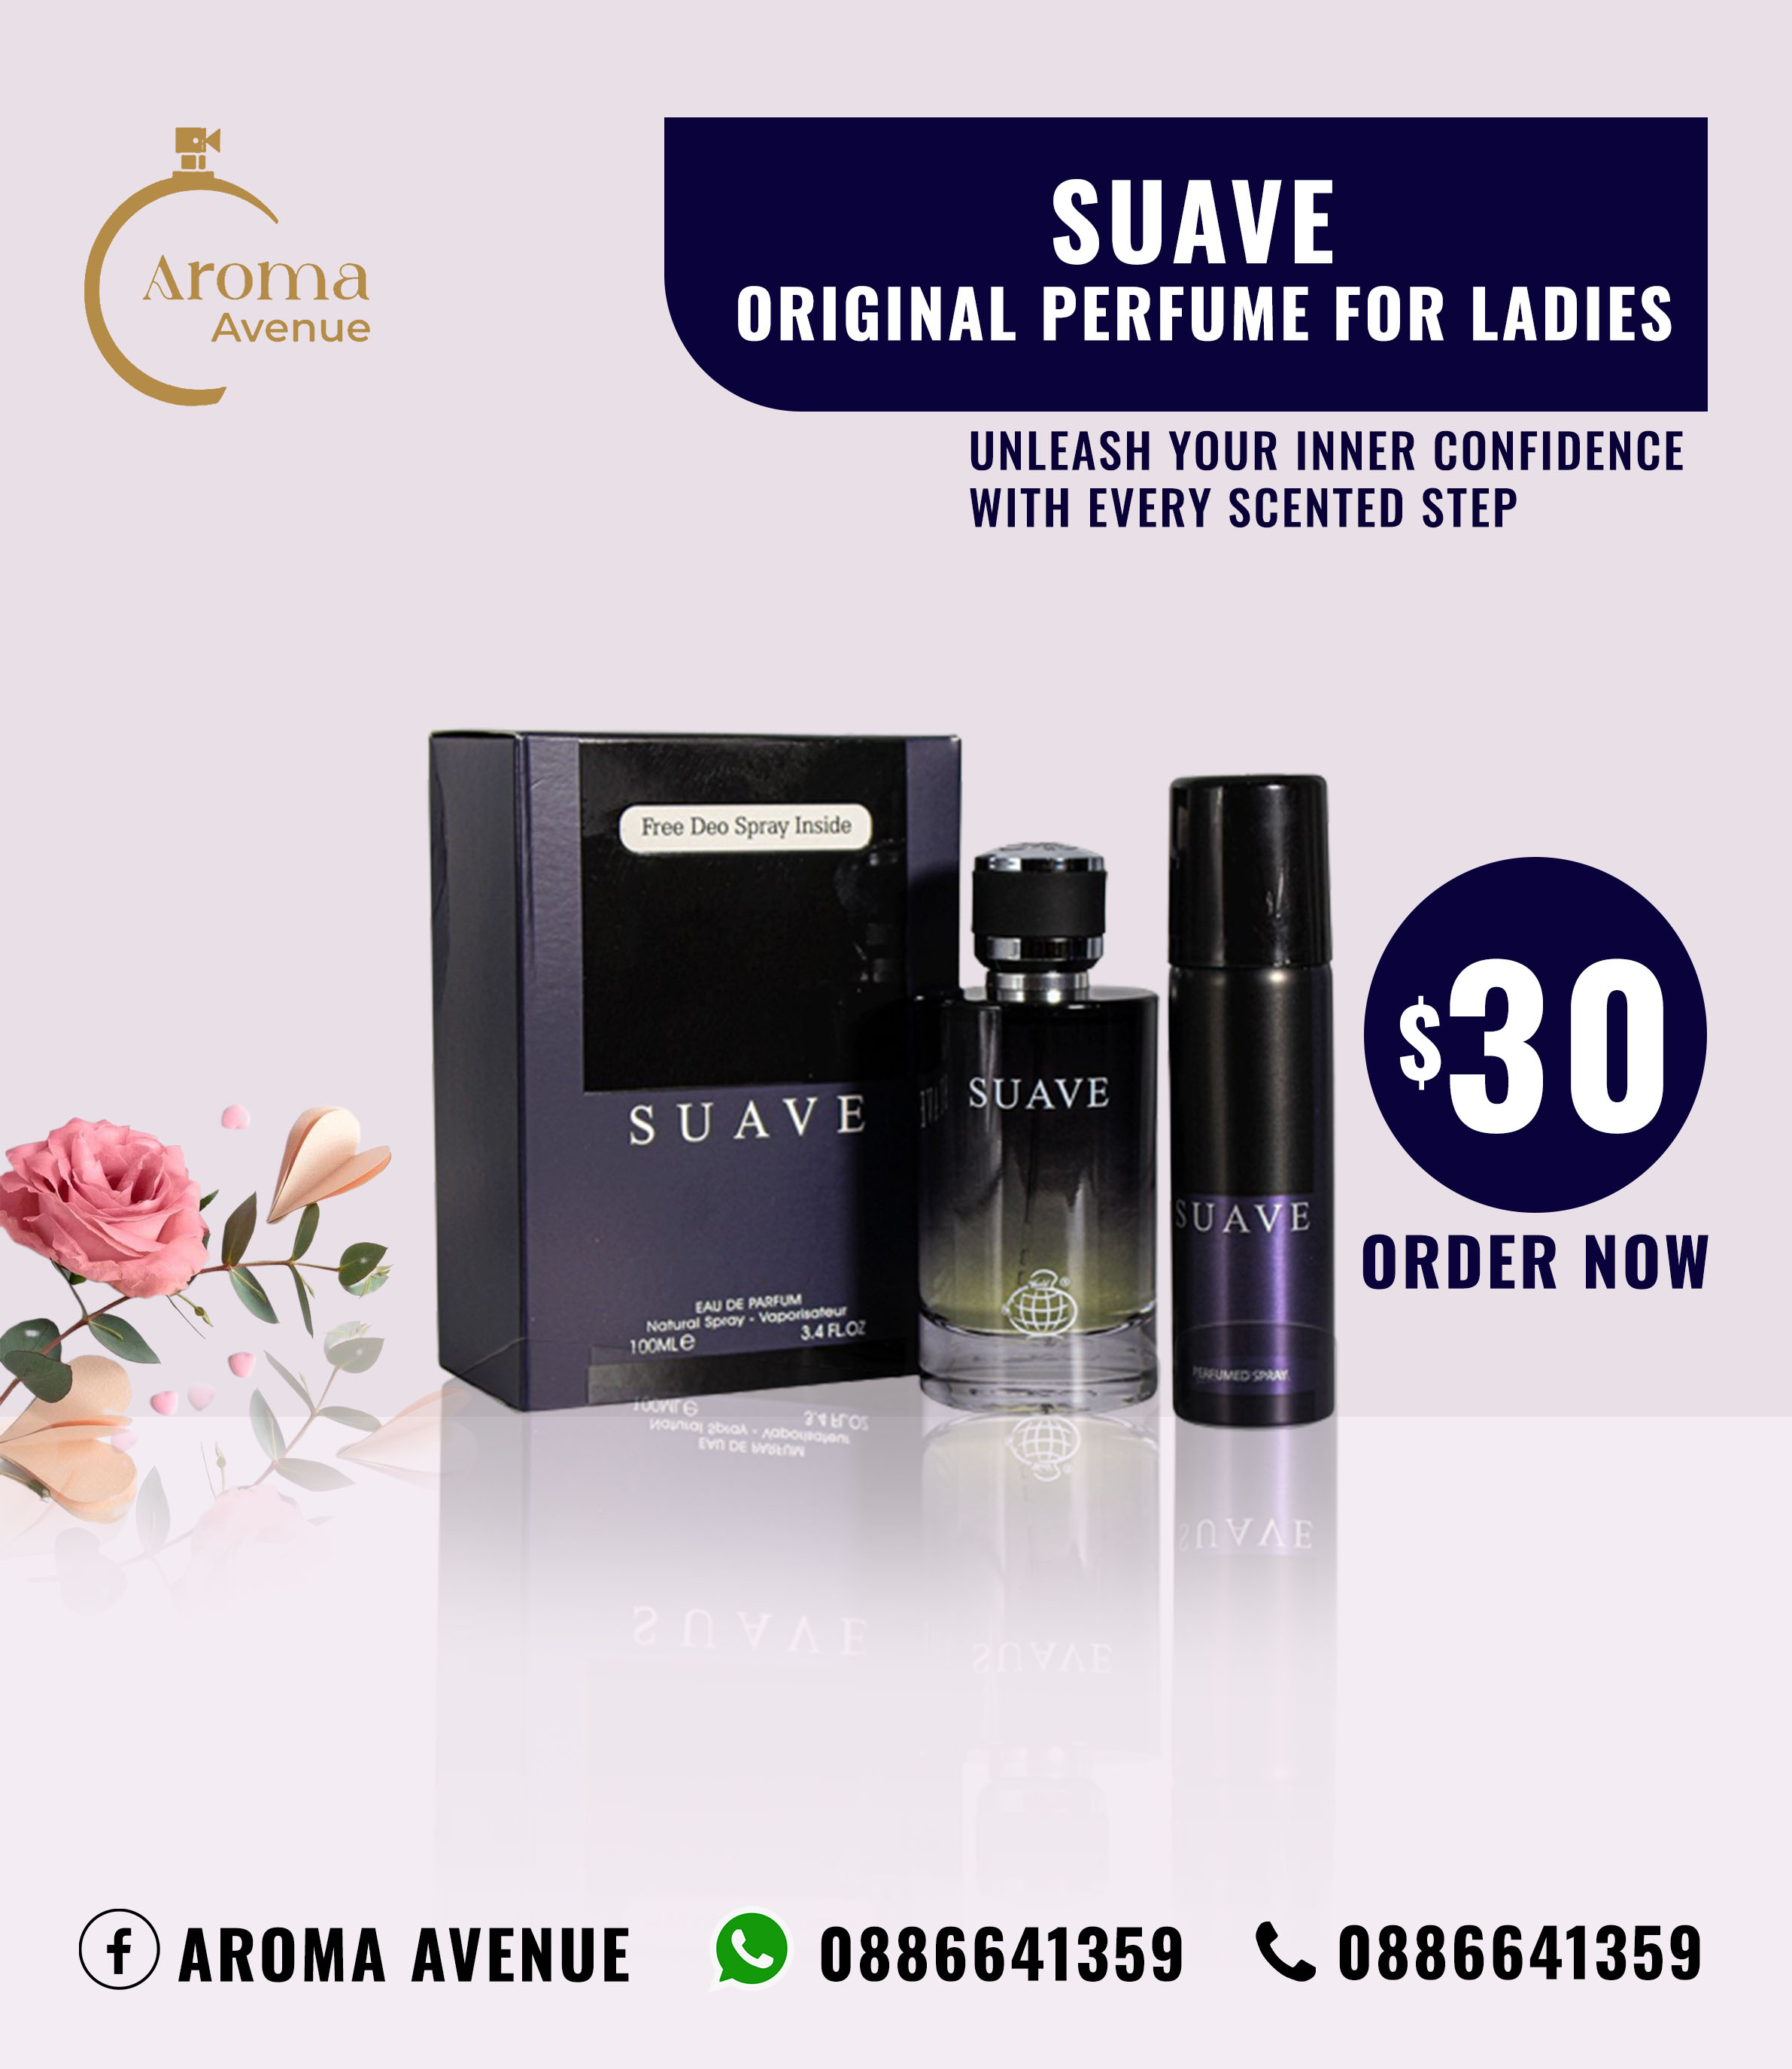 Aroma
Avenue
SUAVE
ORIGINAL PERFUME FOR LADIES
UNLEASH YOUR INNER CONFIDENCE
WITH EVERY SCENTED STEP
Free Deo Spray Inside
SUAVE
EAU DE PARFUM
Natural Spray - Vaporisateur
100ML℮ 3.4 FL.OZ
SUAVE
SUAVE
PERFUMED SPRAY
$30
ORDER NOW
AROMA AVENUE
0886641359
0886641359